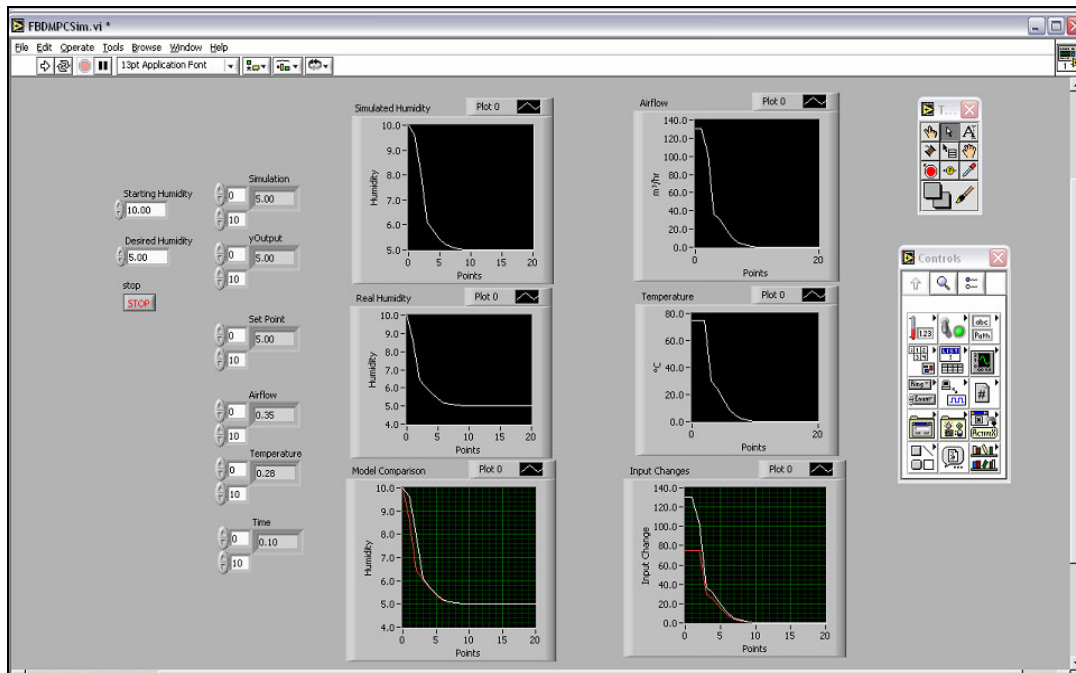 FBDMPCSim.vi *
File Edit Operate Tools Browse Window Help
13pt Application Font
Starting Humidity
10.00
Desired Humidity
5.00
stop
STOP
Simulation
0
5.00
10
yOutput
0
5.00
10
Set Point
0
5.00
10
Airflow
0
0.35
10
Temperature
0
0.28
10
Time
0
0.10
10
Simulated Humidity
Plot 0
Humidity
10.0
9.0
8.0
7.0
6.0
5.0
0 5 10 15 20
Points
Real Humidity
Plot 0
Humidity
10.0
9.0
8.0
7.0
6.0
5.0
4.0
0 5 10 15 20
Points
Model Comparison
Plot 0
Humidity
10.0
9.0
8.0
7.0
6.0
5.0
4.0
0 5 10 15 20
Points
Airflow
Plot 0
m³/hr
140.0
120.0
100.0
80.0
60.0
40.0
20.0
0.0
0 20
Points
Temperature
Plot 0
°C
80.0
60.0
40.0
20.0
0.0
0 20
Points
Input Changes
Plot 0
Input Change
140.0
120.0
100.0
80.0
60.0
40.0
20.0
0.0
0 5 10 15 20
Points
T...
A
Controls
123
abc
Path
Ring
Enum
#
ActiveX